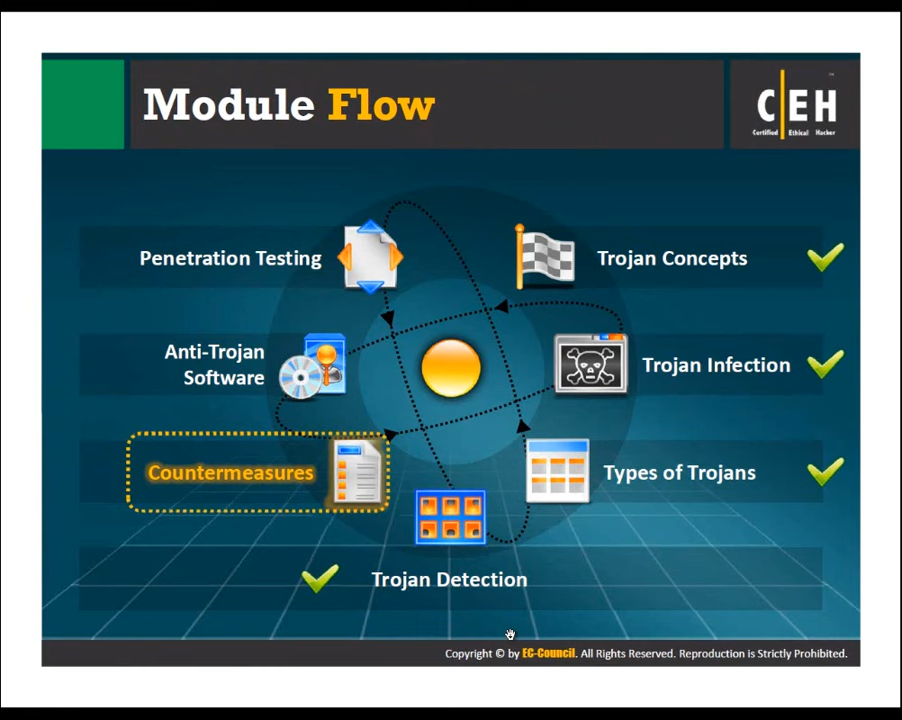 Module Flow
CEH
Certified Ethical Hacker
Penetration Testing
Trojan Concepts
Anti-Trojan
Software
Trojan Infection
Countermeasures
Types of Trojans
Trojan Detection
Copyright © by EC-Council. All Rights Reserved. Reproduction is Strictly Prohibited.